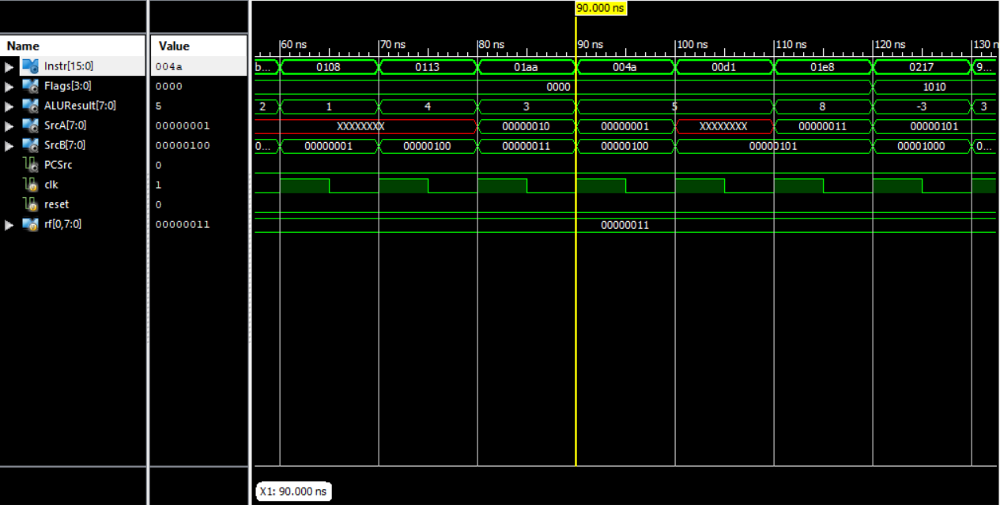 90.000 ns
Name Value
60 ns 70 ns 80 ns 90 ns 100 ns 110 ns 120 ns 130 n
Instr[15:0] 004a b... 0108 0113 01aa 004a 00d1 01e8 0217 9...
Flags[3:0] 0000 0000 1010
ALUResult[7:0] 5 2 1 4 3 5 8 -3 3
SrcA[7:0] 00000001 XXXXXXXX 00000010 00000001 XXXXXXXX 00000011 00000101
SrcB[7:0] 00000100 0... 00000001 00000100 00000011 00000100 00000101 00001000 0...
PCSrc 0
clk 1
reset 0
rf[0,7:0] 00000011 00000011
X1: 90.000 ns